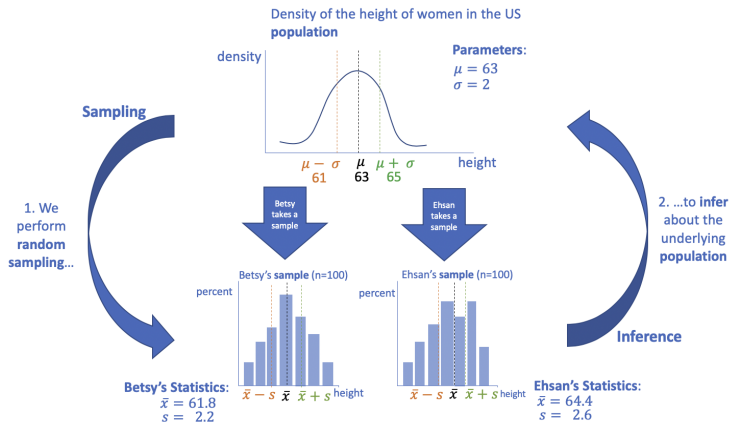 Density of the height of women in the US
population
density
Parameters:
μ = 63
σ = 2
Sampling
μ − σ μ μ + σ height
61 63 65
1. We
perform
random
sampling…
Betsy
takes a
sample
Ehsan
takes a
sample
2. …to infer
about the
underlying
population
Betsy's sample (n=100)
Ehsan's sample (n=100)
percent
percent
Inference
Betsy's Statistics:
x̄ = 61.8
s = 2.2
x̄ − s x̄ x̄ + s height
x̄ − s x̄ x̄ + s height
Ehsan's Statistics:
x̄ = 64.4
s = 2.6